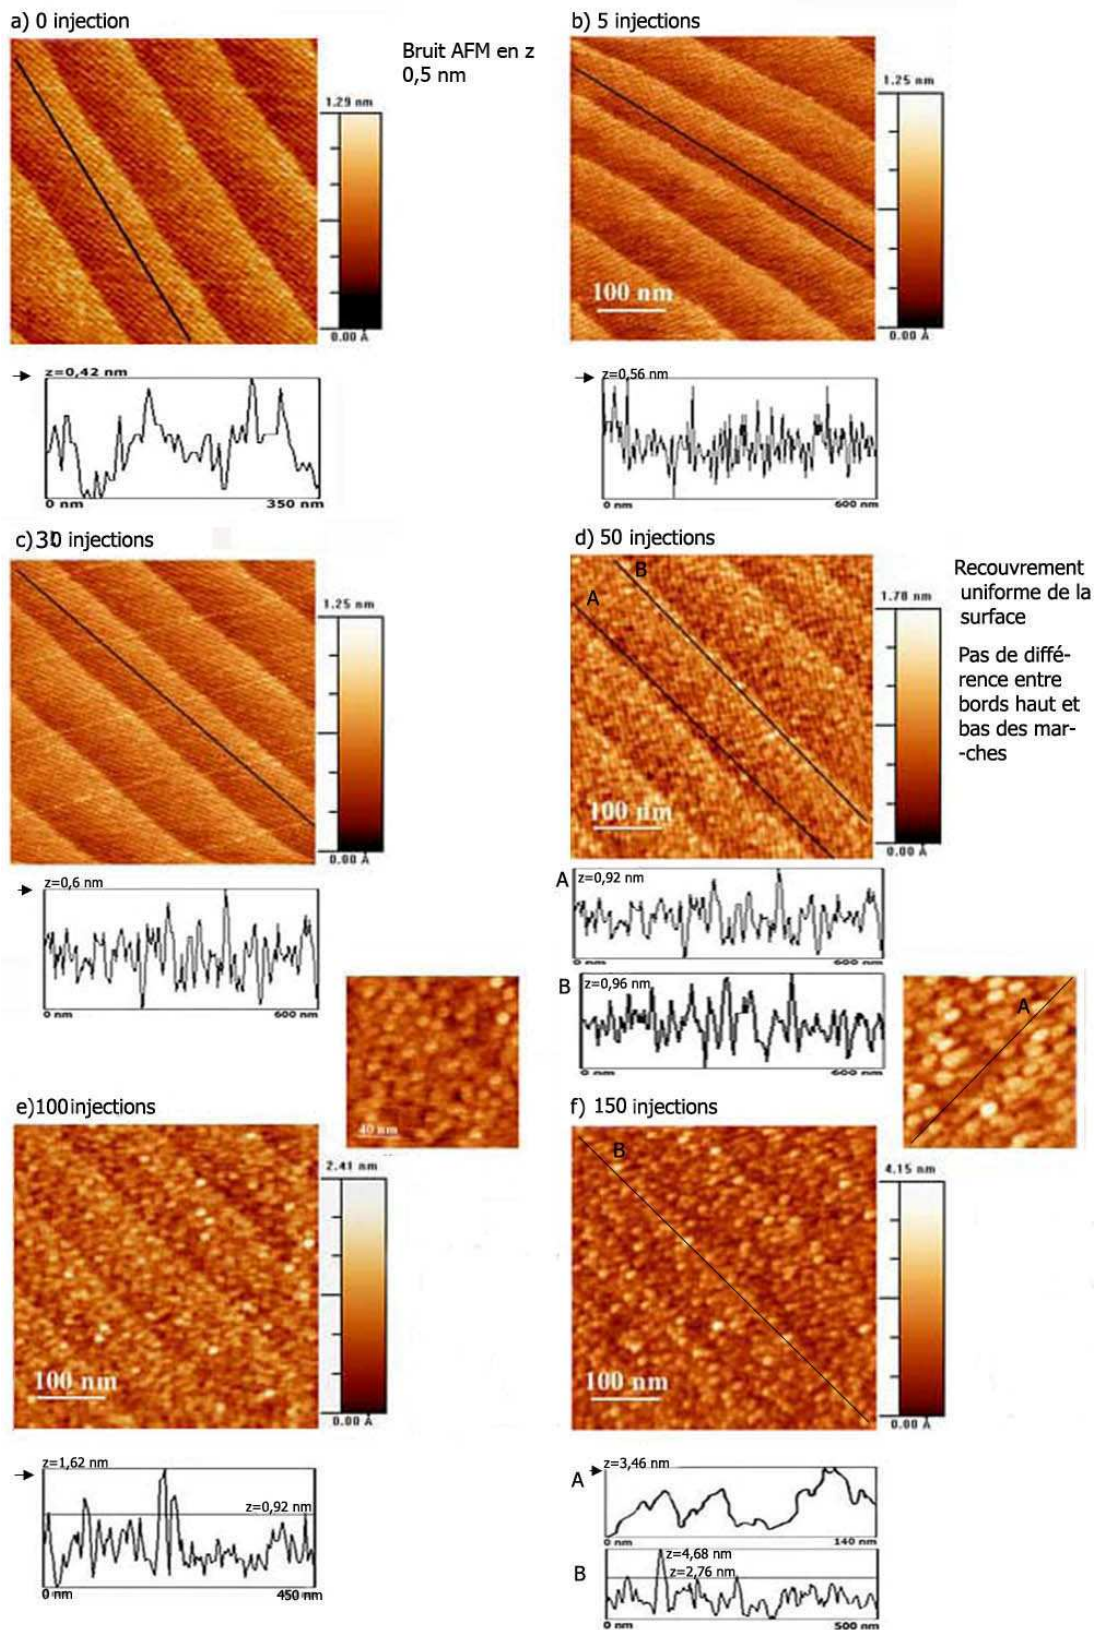 a) 0 injection
Bruit AFM en z
0,5 nm
1.29 nm
0.00 Å
z=0,42 nm
0 nm
350 nm
b) 5 injections
1.25 nm
100 nm
0.00 Å
z=0,56 nm
0 nm
600 nm
c) 30 injections
1.25 nm
0.00 Å
z=0,6 nm
0 nm
600 nm
d) 50 injections
B
A
1.78 nm
100 nm
0.00 Å
Recouvrement
uniforme de la
surface
Pas de diffé-
rence entre
bords haut et
bas des mar-
-ches
A
z=0,92 nm
0 nm
600 nm
B
z=0,96 nm
0 nm
600 nm
40 nm
A
e)100 injections
2.41 nm
100 nm
0.00 Å
z=1,62 nm
z=0,92 nm
0 nm
450 nm
f) 150 injections
B
4.15 nm
100 nm
0.00 Å
A
z=3,46 nm
0 nm
140 nm
B
z=4,68 nm
z=2,76 nm
0 nm
500 nm